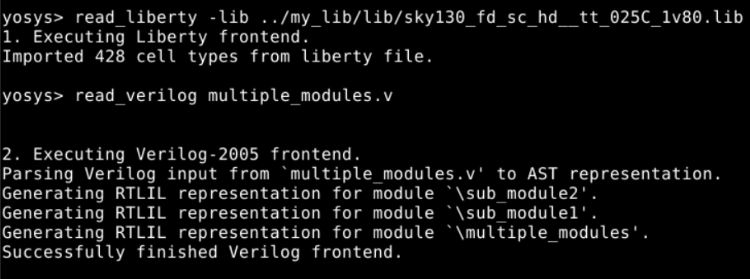 yosys> read_liberty -lib ../my_lib/lib/sky130_fd_sc_hd__tt_025C_1v80.lib
1. Executing Liberty frontend.
Imported 428 cell types from liberty file.
yosys> read_verilog multiple_modules.v
2. Executing Verilog-2005 frontend.
Parsing Verilog input from `multiple_modules.v' to AST representation.
Generating RTLIL representation for module `\sub_module2'.
Generating RTLIL representation for module `\sub_module1'.
Generating RTLIL representation for module `\multiple_modules'.
Successfully finished Verilog frontend.